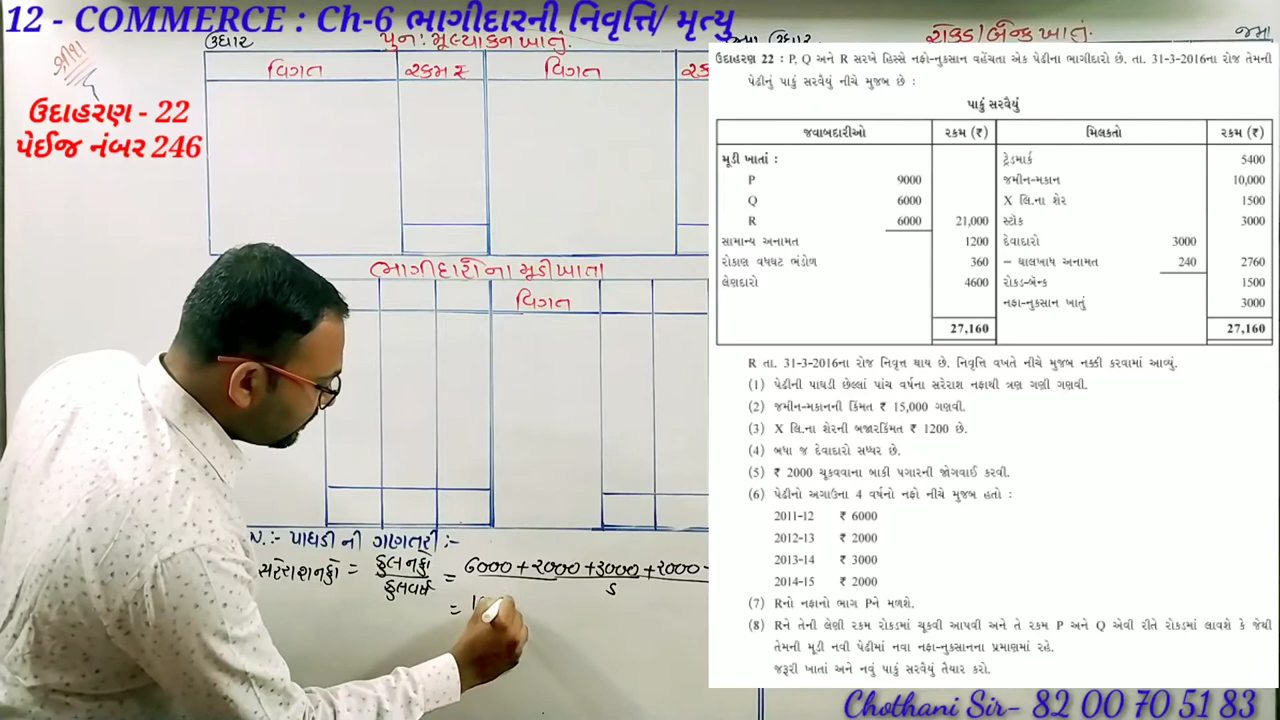 12 - COMMERCE : Ch-6 ભાગીદારની નિવૃત્તિ/ મૃત્યુ
શ્રીજી
ઉદાહરણ - 22
પેઈજ નંબર 246
ઉધાર પુનઃ મૂલ્યાંકન ખાતું.
વિગત રકમ ₹ વિગત
ભાગીદારોના મૂડી ખાતા
વિગત
ઉધાર રોકડ/બેન્ક ખાતું. જમા
ઉદાહરણ 22 : P, Q અને R સરખે હિસ્સે નફો-નુકસાન વહેંચતા એક પેઢીના ભાગીદારો છે. તા. 31-3-2016ના રોજ તેમની
પેઢીનું પાકું સરવૈયું નીચે મુજબ છે :
પાકું સરવૈયું
જવાબદારીઓ રકમ (₹) મિલકતો રકમ (₹)
મૂડી ખાતાં : ટ્રેડમાર્ક 5400
P 9000 જમીન-મકાન 10,000
Q 6000 X લિ.ના શેર 1500
R 6000 21,000 સ્ટૉક 3000
સામાન્ય અનામત 1200 દેવાદારો 3000
રોકાણ વધઘટ ભંડોળ 360 – ઘાલખાધ અનામત 240 2760
લેણદારો 4600 રોકડ-બૅન્ક 1500
નફા-નુકસાન ખાતું 3000
27,160 27,160
R તા. 31-3-2016ના રોજ નિવૃત્ત થાય છે. નિવૃત્તિ વખતે નીચે મુજબ નક્કી કરવામાં આવ્યું.
(1) પેઢીની પાઘડી છેલ્લાં પાંચ વર્ષના સરેરાશ નફાથી ત્રણ ગણી ગણવી.
(2) જમીન-મકાનની કિંમત ₹ 15,000 ગણવી.
(3) X લિ.ના શેરની બજારકિંમત ₹ 1200 છે.
(4) બધા જ દેવાદારો સધ્ધર છે.
(5) ₹ 2000 ચૂકવવાના બાકી પગારની જોગવાઈ કરવી.
(6) પેઢીનો અગાઉના 4 વર્ષનો નફો નીચે મુજબ હતો :
2011-12 ₹ 6000
2012-13 ₹ 2000
2013-14 ₹ 3000
2014-15 ₹ 2000
(7) Rનો નફાનો ભાગ Pને મળશે.
(8) Rને તેની લેણી રકમ રોકડમાં ચૂકવી આપવી અને તે રકમ P અને Q એવી રીતે રોકડમાં લાવશે કે જેથી
તેમની મૂડી નવી પેઢીમાં નવા નફા-નુકસાનના પ્રમાણમાં રહે.
જરૂરી ખાતાં અને નવું પાકું સરવૈયું તૈયાર કરો.
N. :- પાઘડી ની ગણતરી :-
સરેરાશ નફો = કુલ નફો / કુલ વર્ષ = 6000 + 2000 + 3000 + 2000 - / 5
=
Chothani Sir- 82 00 70 51 83